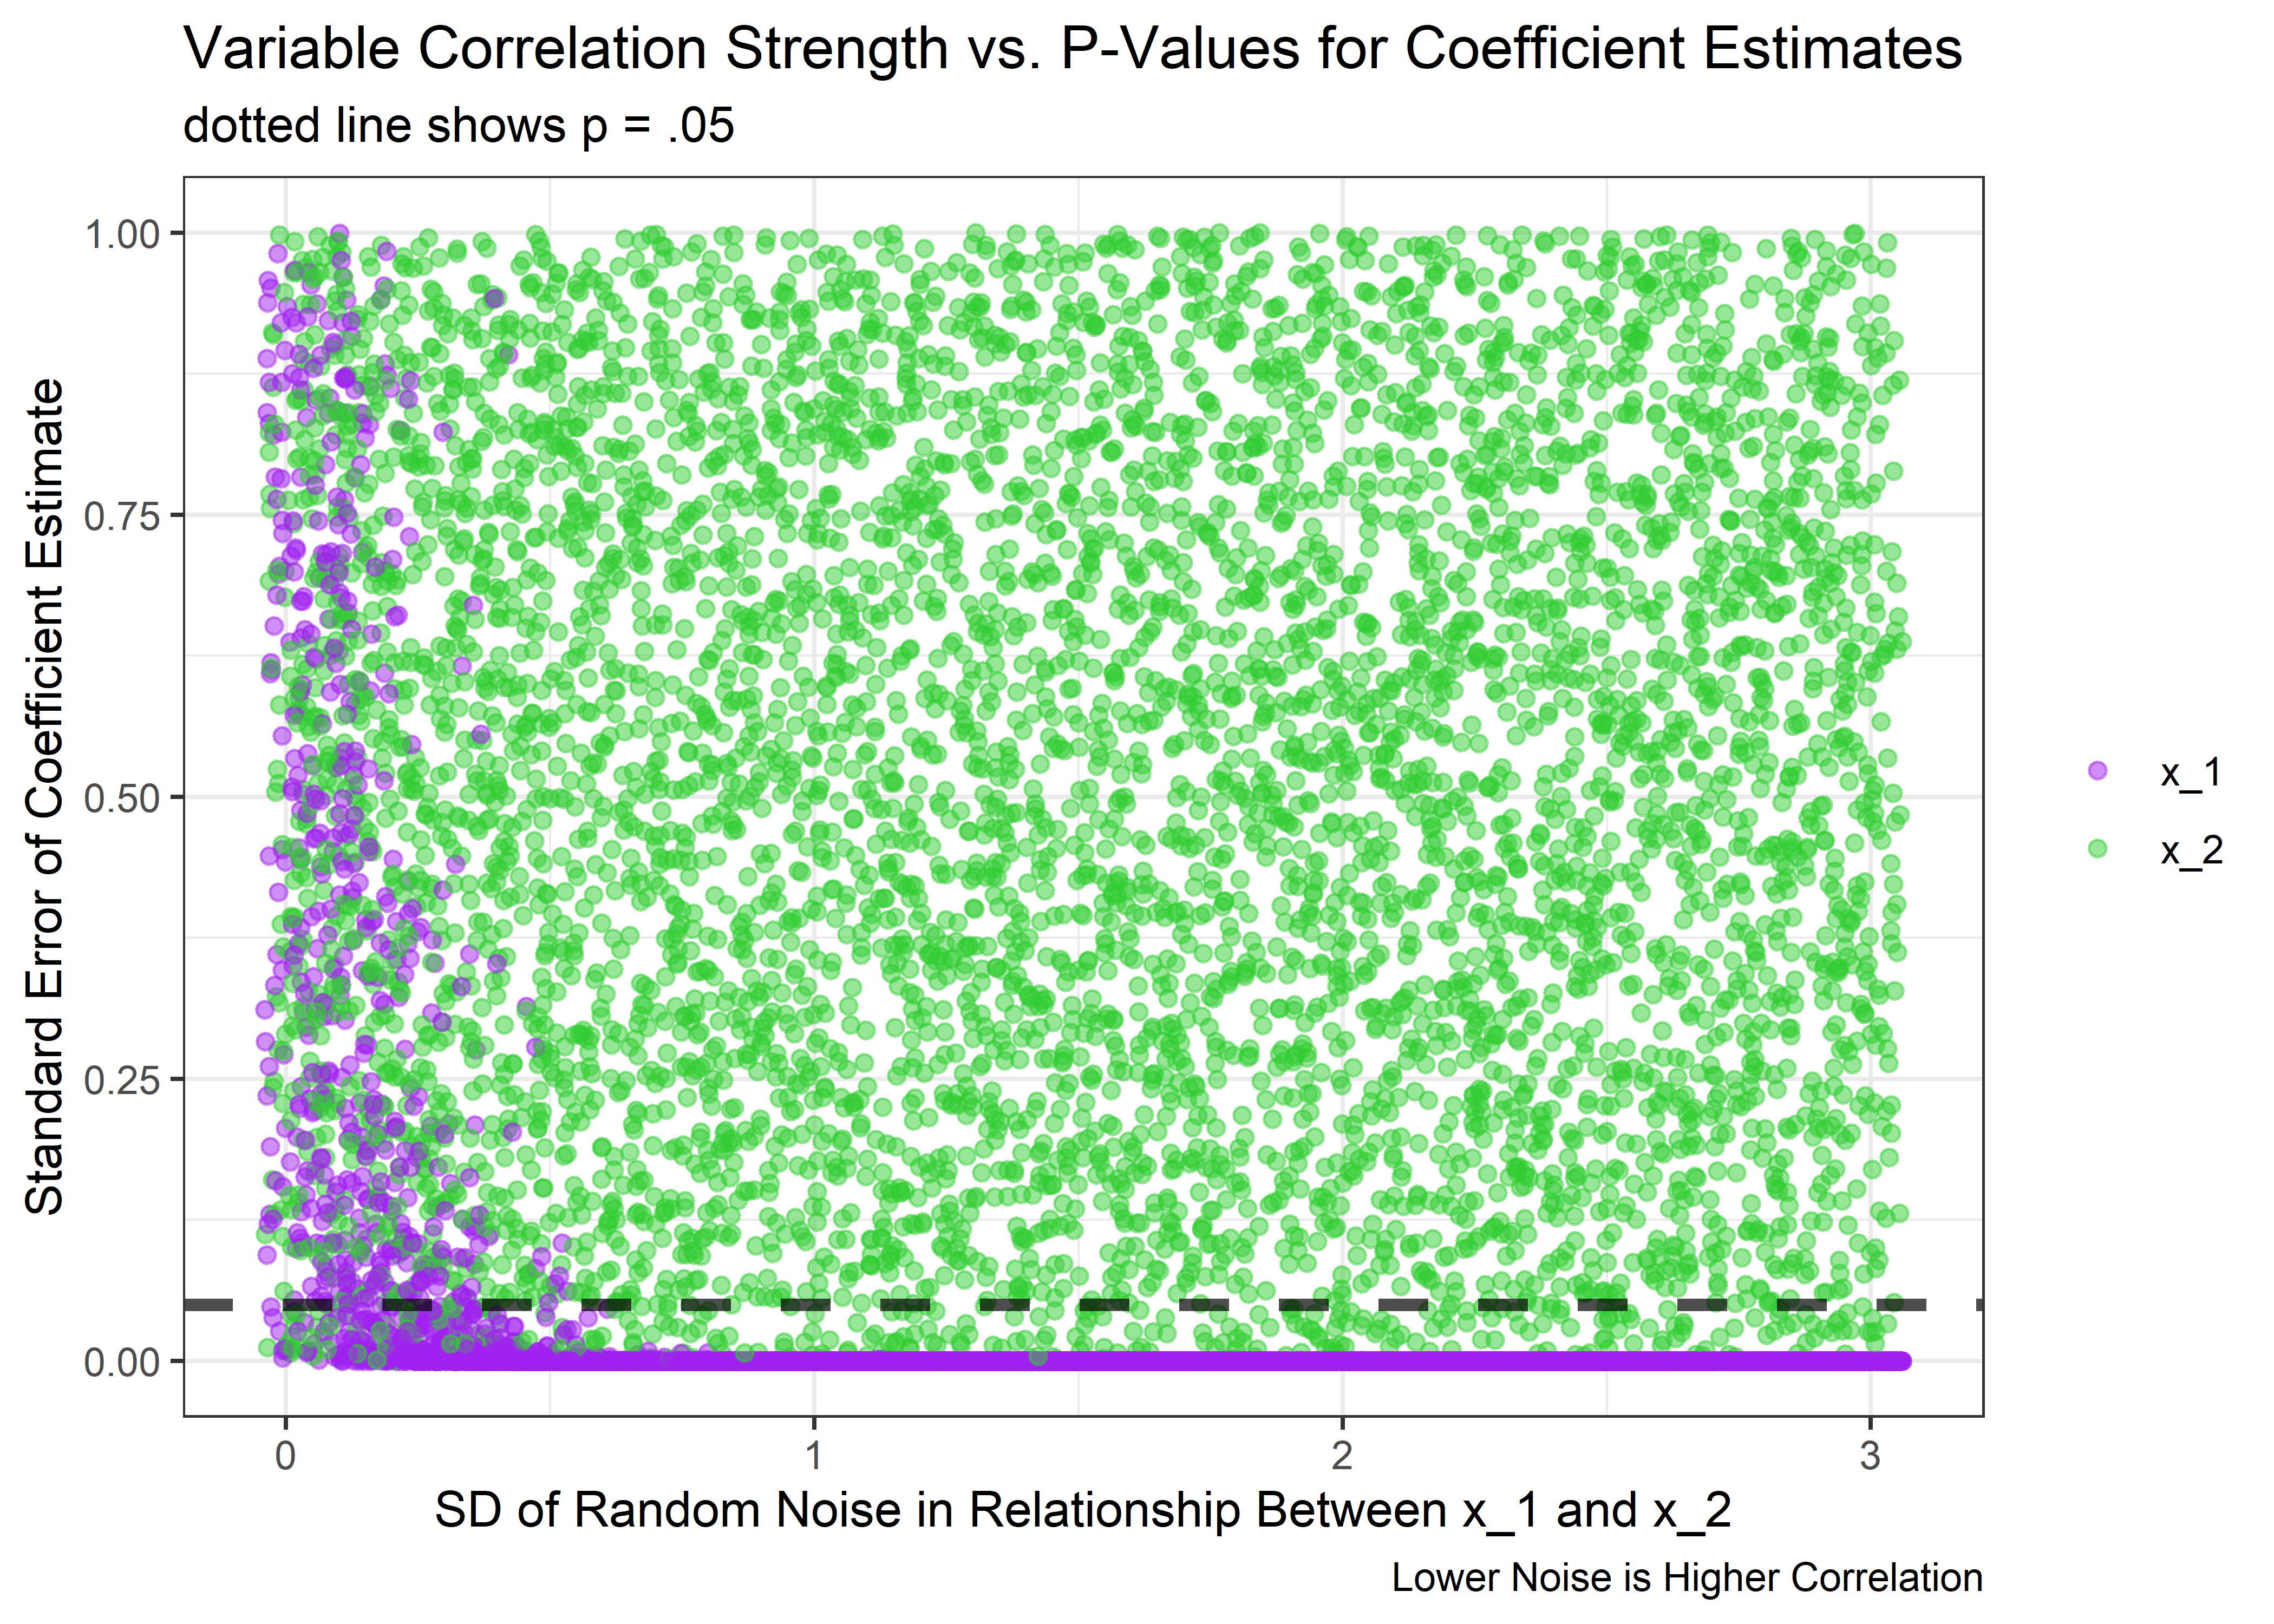 Variable Correlation Strength vs. P-Values for Coefficient Estimates
dotted line shows p = .05
Standard Error of Coefficient Estimate
1.00
0.75
0.50
0.25
0.00
0
1
2
3
SD of Random Noise in Relationship Between x_1 and x_2
Lower Noise is Higher Correlation
x_1
x_2